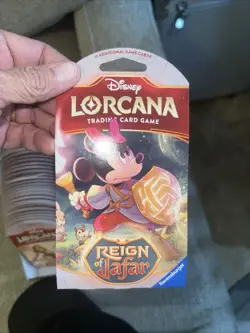 12 ADDITIONAL GAME CARDS
Disney
LORCANA
TRADING CARD GAME
REIGN
of Jafar
Ravensburger